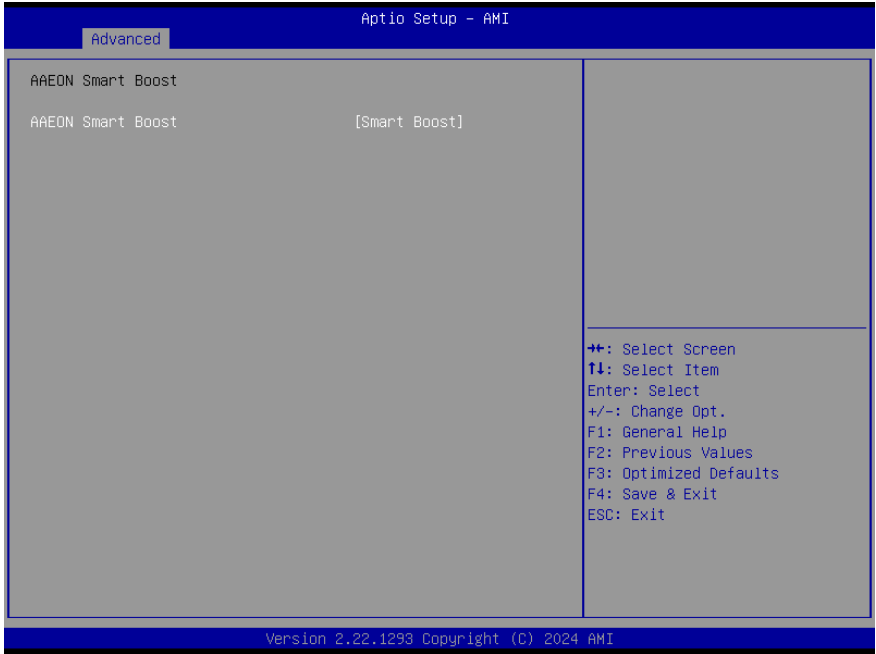 Aptio Setup – AMI
Advanced
AAEON Smart Boost
AAEON Smart Boost [Smart Boost]
→←: Select Screen
↑↓: Select Item
Enter: Select
+/-: Change Opt.
F1: General Help
F2: Previous Values
F3: Optimized Defaults
F4: Save & Exit
ESC: Exit
Version 2.22.1293 Copyright (C) 2024 AMI